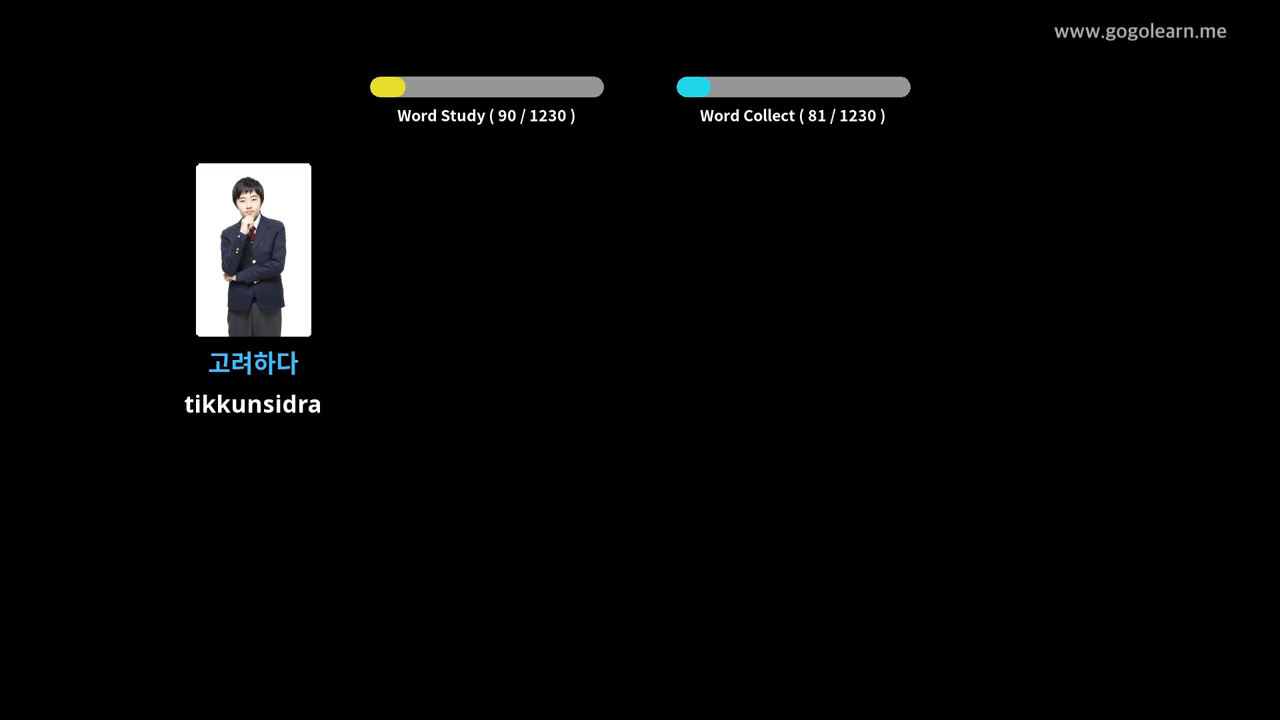 www.gogolearn.me
Word Study ( 90 / 1230 )
Word Collect ( 81 / 1230 )
고려하다
tikkunsidra